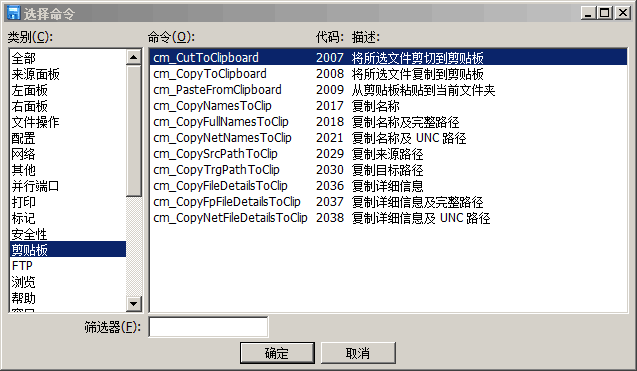 选择命令
类别(C):
全部
来源面板
左面板
右面板
文件操作
配置
网络
其他
并行端口
打印
标记
安全性
剪贴板
FTP
浏览
帮助
命令(O): 代码: 描述:
cm_CutToClipboard 2007 将所选文件剪切到剪贴板
cm_CopyToClipboard 2008 将所选文件复制到剪贴板
cm_PasteFromClipboard 2009 从剪贴板粘贴到当前文件夹
cm_CopyNamesToClip 2017 复制名称
cm_CopyFullNamesToClip 2018 复制名称及完整路径
cm_CopyNetNamesToClip 2021 复制名称及 UNC 路径
cm_CopySrcPathToClip 2029 复制来源路径
cm_CopyTrgPathToClip 2030 复制目标路径
cm_CopyFileDetailsToClip 2036 复制详细信息
cm_CopyFpFileDetailsToClip 2037 复制详细信息及完整路径
cm_CopyNetFileDetailsToClip 2038 复制详细信息及 UNC 路径
筛选器(F):
确定 取消